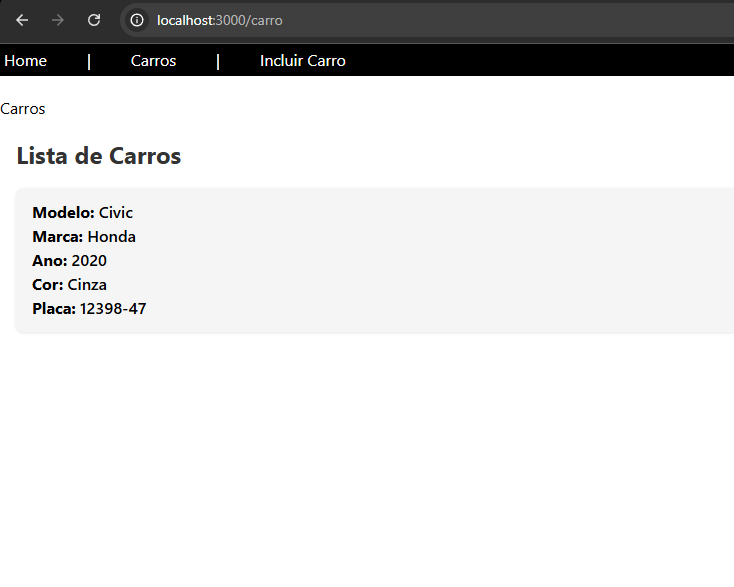 localhost:3000/carro
Home | Carros | Incluir Carro
Carros
Lista de Carros
Modelo: Civic
Marca: Honda
Ano: 2020
Cor: Cinza
Placa: 12398-47